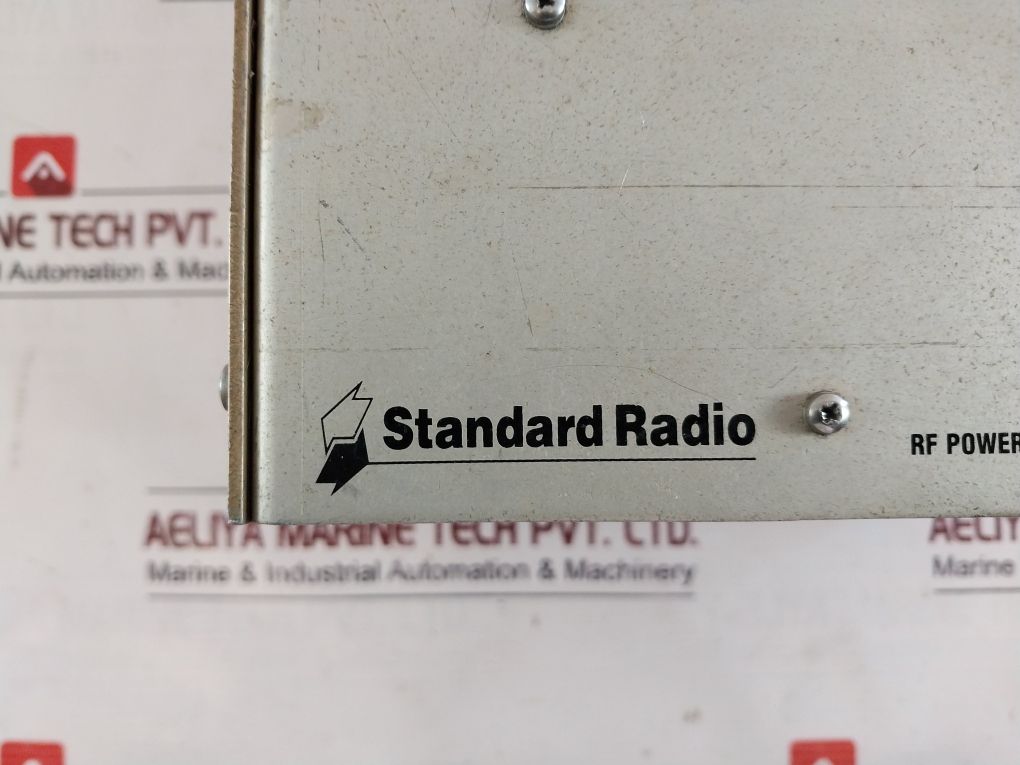 NE TECH PVT.
l Automation & Mac
Standard Radio
RF POWER
AELIYA MARINE TECH PVT. LTD.
Marine & Industrial Automation & Machinery
AELIY
Marine